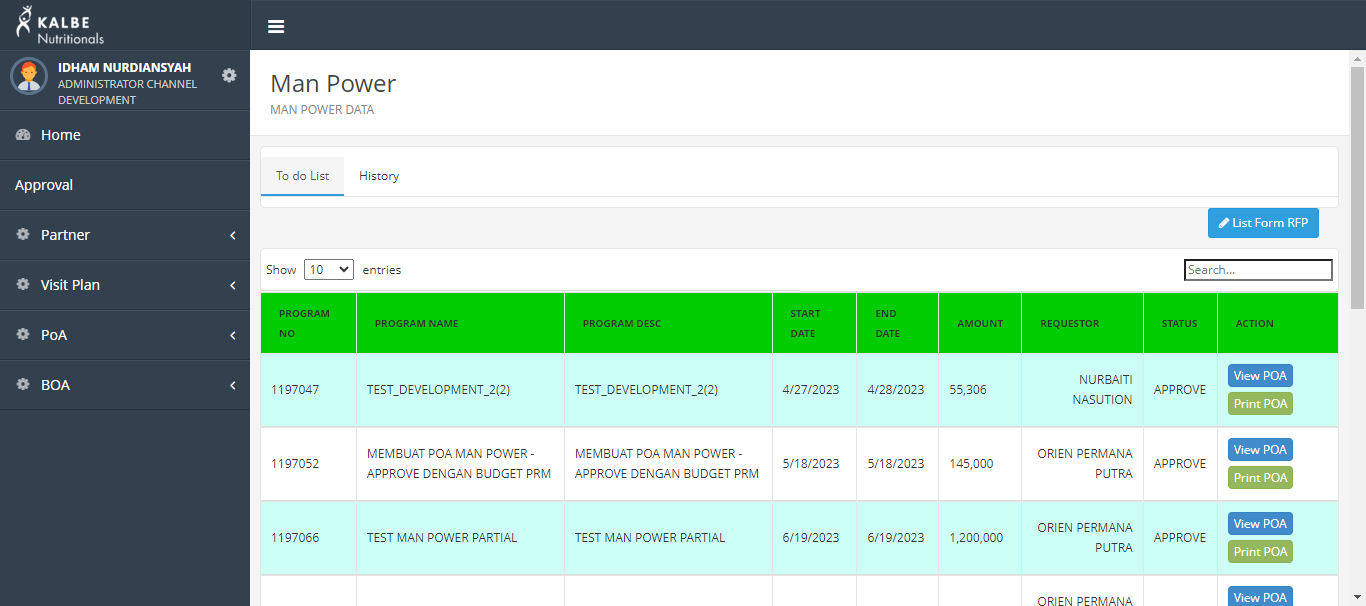 KALBE
Nutritionals
IDHAM NURDIANSYAH
ADMINISTRATOR CHANNEL
DEVELOPMENT
Home
Approval
Partner
Visit Plan
PoA
BOA
Man Power
MAN POWER DATA
To do List History
List Form RFP
Show 10 entries Search...
PROGRAM NO PROGRAM NAME PROGRAM DESC START DATE END DATE AMOUNT REQUESTOR STATUS ACTION
1197047 TEST_DEVELOPMENT_2(2) TEST_DEVELOPMENT_2(2) 4/27/2023 4/28/2023 55,306 NURBAITI NASUTION APPROVE View POA
Print POA
1197052 MEMBUAT POA MAN POWER - APPROVE DENGAN BUDGET PRM MEMBUAT POA MAN POWER - APPROVE DENGAN BUDGET PRM 5/18/2023 5/18/2023 145,000 ORIEN PERMANA PUTRA APPROVE View POA
Print POA
1197066 TEST MAN POWER PARTIAL TEST MAN POWER PARTIAL 6/19/2023 6/19/2023 1,200,000 ORIEN PERMANA PUTRA APPROVE View POA
Print POA
ORIEN PERMANA View POA